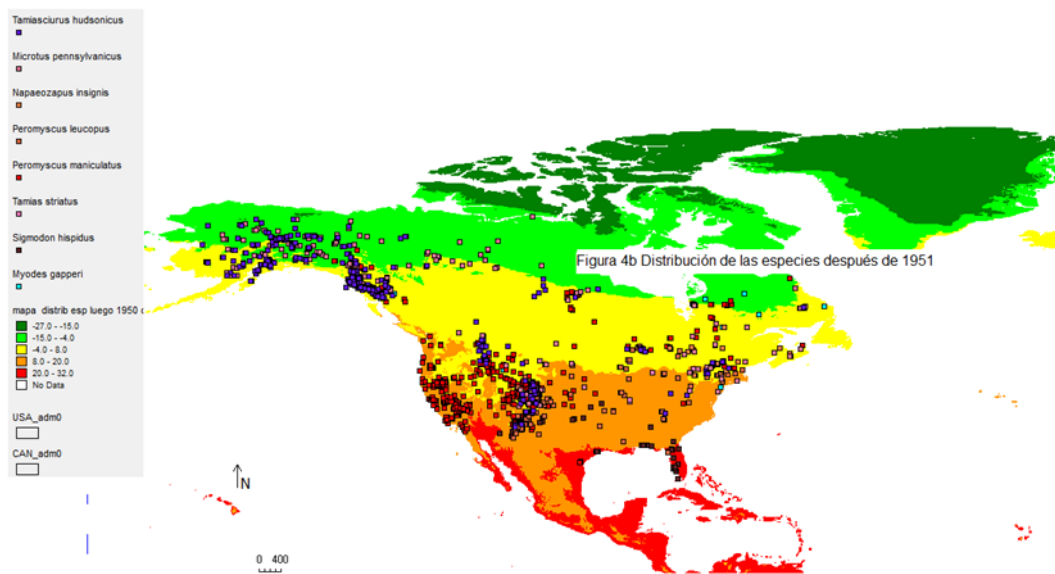 Tamiasciurus hudsonicus
Microtus pennsylvanicus
Napaeozapus insignis
Peromyscus leucopus
Peromyscus maniculatus
Tamias striatus
Sigmodon hispidus
Myodes gapperi
mapa distrib esp luego 1950
-27.0 - -15.0
-15.0 - -4.0
-4.0 - 8.0
8.0 - 20.0
20.0 - 32.0
No Data
USA_adm0
CAN_adm0
Figura 4b Distribución de las especies después de 1951
N
0 400